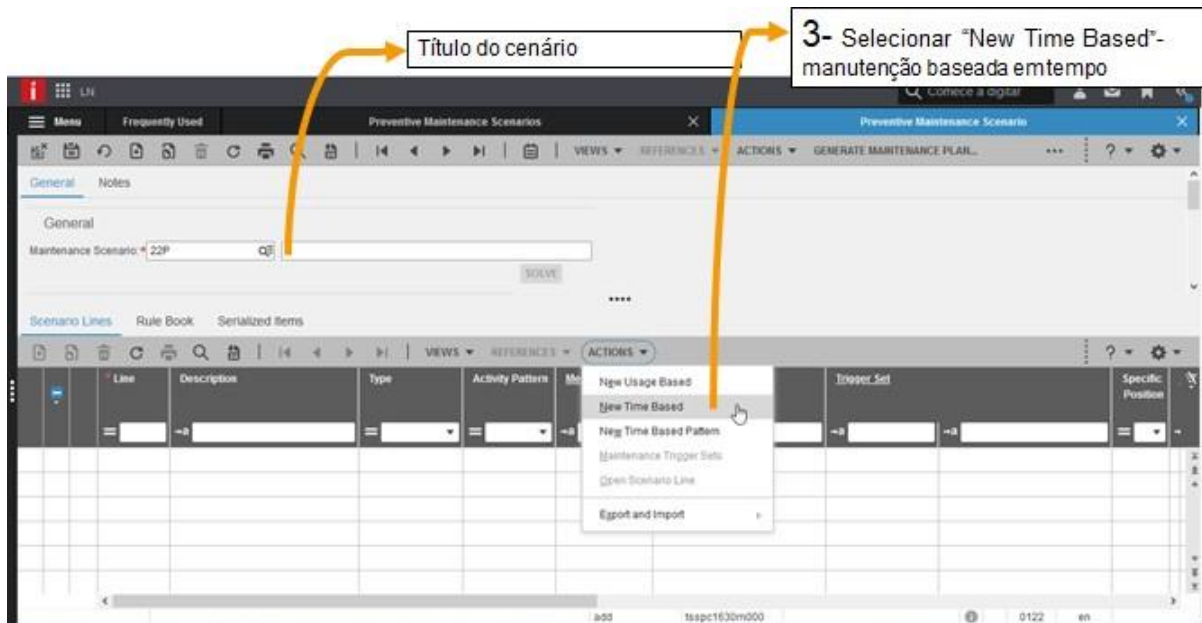 Título do cenário
3- Selecionar “New Time Based”-
manutenção baseada emtempo
LN
Comece a digitar
Menu Frequently Used Preventive Maintenance Scenarios Preventive Maintenance Scenario
VIEWS REFERENCES ACTIONS GENERATE MAINTENANCE PLAN...
General Notes
General
Maintenance Scenario:* 22P
SOLVE
Scenario Lines Rule Book Serialized Items
VIEWS REFERENCES ACTIONS
* Line Description Type Activity Pattern Trigger Set Specific
Position
New Usage Based
New Time Based
New Time Based Pattern
Maintenance Trigger Sets
Open Scenario Line
Export and Import
add tsspc1630m000 0122 en